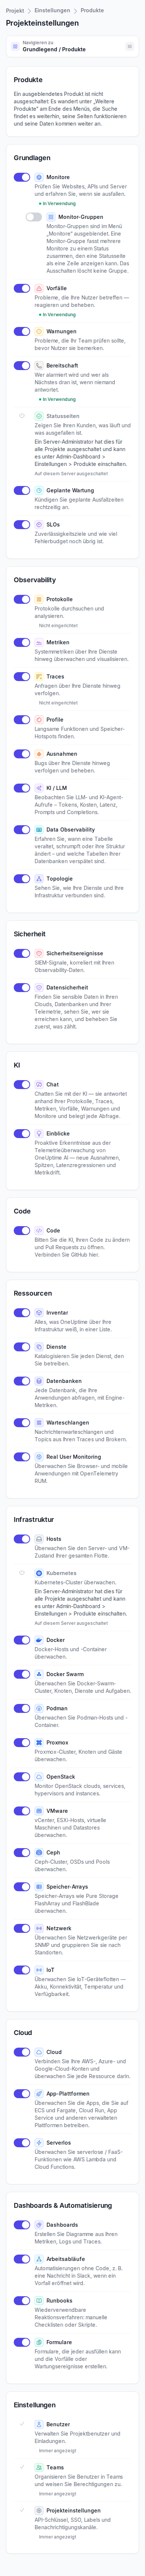 Projekt > Einstellungen > Produkte
Projekteinstellungen
Navigieren zu
Grundlegend / Produkte
Produkte
Ein ausgeblendetes Produkt ist nicht
ausgeschaltet. Es wandert unter „Weitere
Produkte" am Ende des Menüs, die Suche
findet es weiterhin, seine Seiten funktionieren
und seine Daten kommen weiter an.
Grundlagen
Monitore
Prüfen Sie Websites, APIs und Server
und erfahren Sie, wenn sie ausfallen.
In Verwendung
Monitor-Gruppen
Monitor-Gruppen sind im Menü
„Monitore" ausgeblendet. Eine
Monitor-Gruppe fasst mehrere
Monitore zu einem Status
zusammen, den eine Statusseite
als eine Zeile anzeigen kann. Das
Ausschalten löscht keine Gruppe.
Vorfälle
Probleme, die Ihre Nutzer betreffen —
reagieren und beheben.
In Verwendung
Warnungen
Probleme, die Ihr Team prüfen sollte,
bevor Nutzer sie bemerken.
Bereitschaft
Wer alarmiert wird und wer als
Nächstes dran ist, wenn niemand
antwortet.
In Verwendung
Statusseiten
Zeigen Sie Ihren Kunden, was läuft und
was ausgefallen ist.
Ein Server-Administrator hat dies für
alle Projekte ausgeschaltet und kann
es unter Admin-Dashboard >
Einstellungen > Produkte einschalten.
Auf diesem Server ausgeschaltet
Geplante Wartung
Kündigen Sie geplante Ausfallzeiten
rechtzeitig an.
SLOs
Zuverlässigkeitsziele und wie viel
Fehlerbudget noch übrig ist.
Observability
Protokolle
Protokolle durchsuchen und
analysieren.
Nicht eingerichtet
Metriken
Systemmetriken über Ihre Dienste
hinweg überwachen und visualisieren.
Traces
Anfragen über Ihre Dienste hinweg
verfolgen.
Nicht eingerichtet
Profile
Langsame Funktionen und Speicher-
Hotspots finden.
Ausnahmen
Bugs über Ihre Dienste hinweg
verfolgen und beheben.
KI / LLM
Beobachten Sie LLM- und KI-Agent-
Aufrufe – Tokens, Kosten, Latenz,
Prompts und Completions.
Data Observability
Erfahren Sie, wann eine Tabelle
veraltet, schrumpft oder ihre Struktur
ändert – und welche Tabellen Ihrer
Datenbanken verspätet sind.
Topologie
Sehen Sie, wie Ihre Dienste und Ihre
Infrastruktur verbunden sind.
Sicherheit
Sicherheitsereignisse
SIEM-Signale, korreliert mit Ihren
Observability-Daten.
Datensicherheit
Finden Sie sensible Daten in Ihren
Clouds, Datenbanken und Ihrer
Telemetrie, sehen Sie, wer sie
erreichen kann, und beheben Sie
zuerst, was zählt.
KI
Chat
Chatten Sie mit der KI — sie antwortet
anhand Ihrer Protokolle, Traces,
Metriken, Vorfälle, Warnungen und
Monitore und belegt jede Abfrage.
Einblicke
Proaktive Erkenntnisse aus der
Telemetrieüberwachung von
OneUptime AI — neue Ausnahmen,
Spitzen, Latenzregressionen und
Metrikdrift.
Code
Code
Bitten Sie die KI, Ihren Code zu ändern
und Pull Requests zu öffnen.
Verbinden Sie GitHub hier.
Ressourcen
Inventar
Alles, was OneUptime über Ihre
Infrastruktur weiß, in einer Liste.
Dienste
Katalogisieren Sie jeden Dienst, den
Sie betreiben.
Datenbanken
Jede Datenbank, die Ihre
Anwendungen abfragen, mit Engine-
Metriken.
Warteschlangen
Nachrichtenwarteschlangen und
Topics aus Ihren Traces und Brokern.
Real User Monitoring
Überwachen Sie Browser- und mobile
Anwendungen mit OpenTelemetry
RUM.
Infrastruktur
Hosts
Überwachen Sie den Server- und VM-
Zustand Ihrer gesamten Flotte.
Kubernetes
Kubernetes-Cluster überwachen.
Ein Server-Administrator hat dies für
alle Projekte ausgeschaltet und kann
es unter Admin-Dashboard >
Einstellungen > Produkte einschalten.
Auf diesem Server ausgeschaltet
Docker
Docker-Hosts und -Container
überwachen.
Docker Swarm
Überwachen Sie Docker-Swarm-
Cluster, Knoten, Dienste und Aufgaben.
Podman
Überwachen Sie Podman-Hosts und -
Container.
Proxmox
Proxmox-Cluster, Knoten und Gäste
überwachen.
OpenStack
Monitor OpenStack clouds, services,
hypervisors and instances.
VMware
vCenter, ESXi-Hosts, virtuelle
Maschinen und Datastores
überwachen.
Ceph
Ceph-Cluster, OSDs und Pools
überwachen.
Speicher-Arrays
Speicher-Arrays wie Pure Storage
FlashArray und FlashBlade
überwachen.
Netzwerk
Überwachen Sie Netzwerkgeräte per
SNMP und gruppieren Sie sie nach
Standorten.
IoT
Überwachen Sie IoT-Geräteflotten —
Akku, Konnektivität, Temperatur und
Verfügbarkeit.
Cloud
Cloud
Verbinden Sie Ihre AWS-, Azure- und
Google-Cloud-Konten und
überwachen Sie jede Ressource darin.
App-Plattformen
Überwachen Sie die Apps, die Sie auf
ECS und Fargate, Cloud Run, App
Service und anderen verwalteten
Plattformen betreiben.
Serverlos
Überwachen Sie serverlose / FaaS-
Funktionen wie AWS Lambda und
Cloud Functions.
Dashboards & Automatisierung
Dashboards
Erstellen Sie Diagramme aus Ihren
Metriken, Logs und Traces.
Arbeitsabläufe
Automatisierungen ohne Code, z. B.
eine Nachricht in Slack, wenn ein
Vorfall eröffnet wird.
Runbooks
Wiederverwendbare
Reaktionsverfahren: manuelle
Checklisten oder Skripte.
Formulare
Formulare, die jeder ausfüllen kann
und die Vorfälle oder
Wartungsereignisse erstellen.
Einstellungen
Benutzer
Verwalten Sie Projektbenutzer und
Einladungen.
Immer angezeigt
Teams
Organisieren Sie Benutzer in Teams
und weisen Sie Berechtigungen zu.
Immer angezeigt
Projekteinstellungen
API-Schlüssel, SSO, Labels und
Benachrichtigungskanäle.
Immer angezeigt